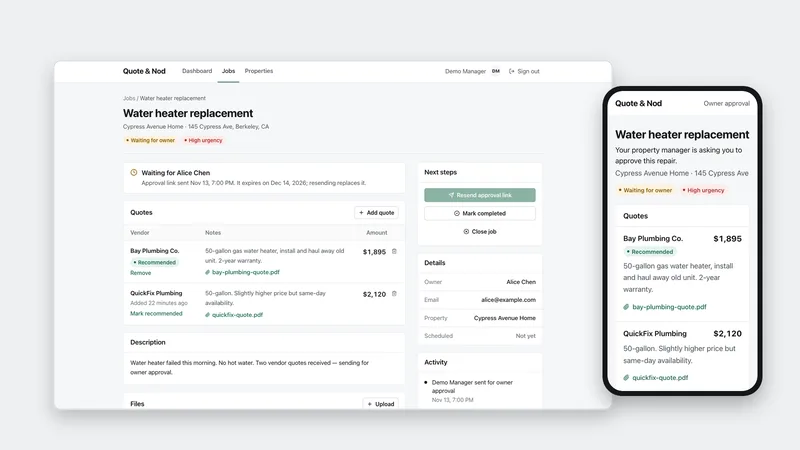 Quote & Nod
Dashboard
Jobs
Properties
Demo Manager
DM
Sign out
Jobs / Water heater replacement
Water heater replacement
Cypress Avenue Home · 145 Cypress Ave, Berkeley, CA
Waiting for owner
High urgency
Waiting for Alice Chen
Approval link sent Nov 13, 7:00 PM. It expires on Dec 14, 2026; resending replaces it.
Quotes
+ Add quote
Vendor
Notes
Amount
Bay Plumbing Co.
Recommended
Remove
50-gallon gas water heater, install and haul away old
unit. 2-year warranty.
bay-plumbing-quote.pdf
$1,895
QuickFix Plumbing
Added 22 minutes ago
Mark recommended
50-gallon. Slightly higher price but same-day
availability.
quickfix-quote.pdf
$2,120
Description
Water heater failed this morning. No hot water. Two vendor quotes received — sending for
owner approval.
Files
+ Upload
Next steps
Resend approval link
Mark completed
Close job
Details
Owner
Alice Chen
Email
alice@example.com
Property
Cypress Avenue Home
Scheduled
Not yet
Activity
Demo Manager sent for owner
approval
Nov 13, 7:00 PM
Quote & Nod
Owner approval
Water heater replacement
Your property manager is asking you to
approve this repair.
Cypress Avenue Home · 145 Cypress Ave
Waiting for owner
High urgency
Quotes
Bay Plumbing Co.
$1,895
Recommended
50-gallon gas water heater, install
and haul away old unit. 2-year
warranty.
bay-plumbing-quote.pdf
QuickFix Plumbing
$2,120
50-gallon. Slightly higher price but
same-day availability.
quickfix-quote.pdf